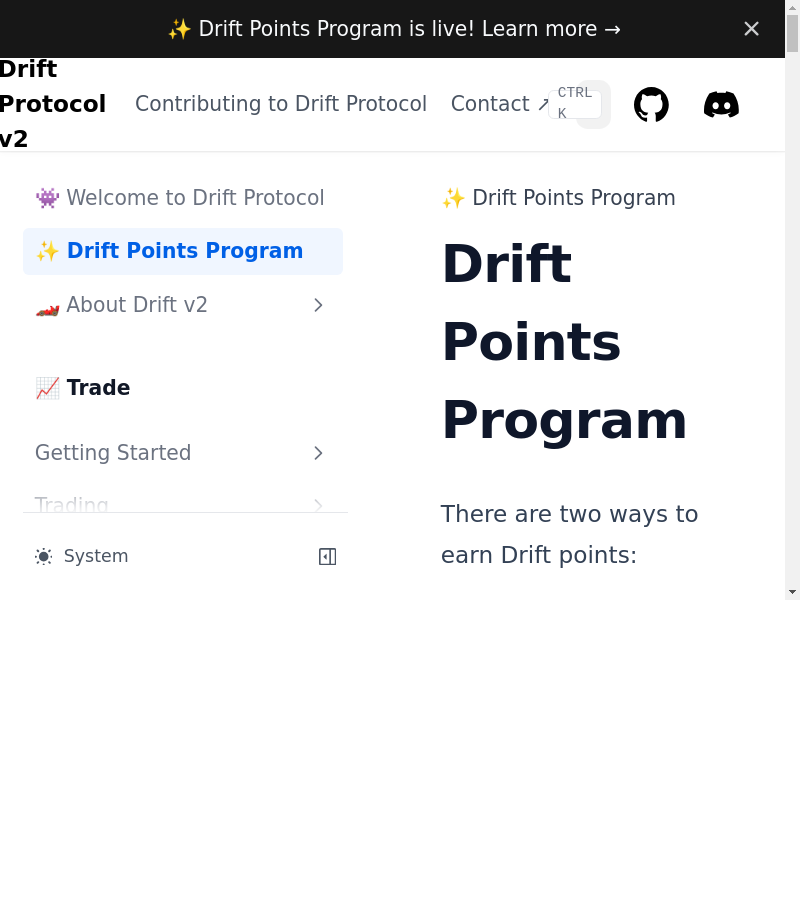 ✨ Drift Points Program is live! Learn more →
Drift
Protocol
v2
Contributing to Drift Protocol
Contact ↗
CTRL
K
👾 Welcome to Drift Protocol
✨ Drift Points Program
🏎️ About Drift v2
📈 Trade
Getting Started
Trading
System
✨ Drift Points Program
Drift
Points
Program
There are two ways to
earn Drift points: